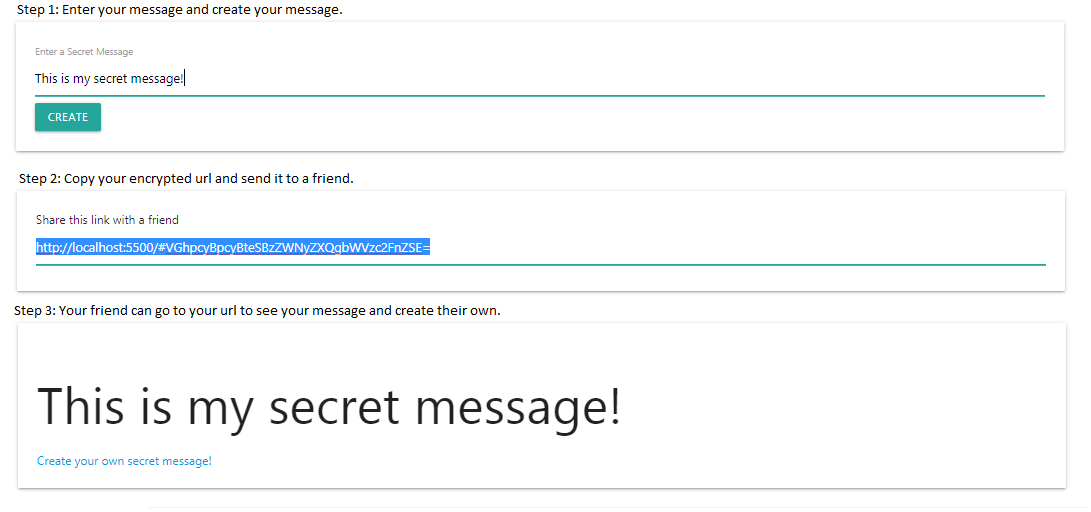 Step 1: Enter your message and create your message.
Enter a Secret Message
This is my secret message!
CREATE
Step 2: Copy your encrypted url and send it to a friend.
Share this link with a friend
http://localhost:5500/#VGhpcyBpcyBteSBzZWNyZXQgbWVzc2FnZSE=
Step 3: Your friend can go to your url to see your message and create their own.
This is my secret message!
Create your own secret message!